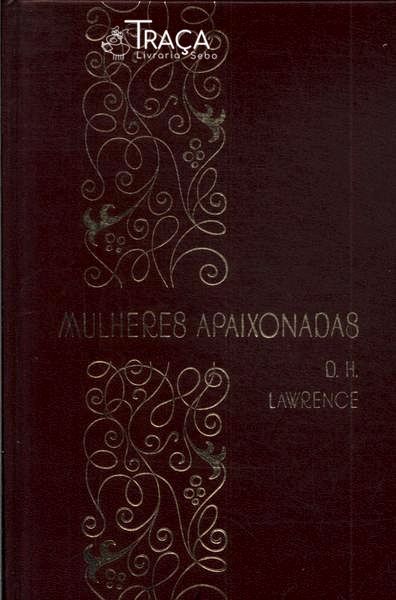 TRAÇA
Livraria Sebo
MULHERES APAIXONADAS
D. H.
LAWRENCE